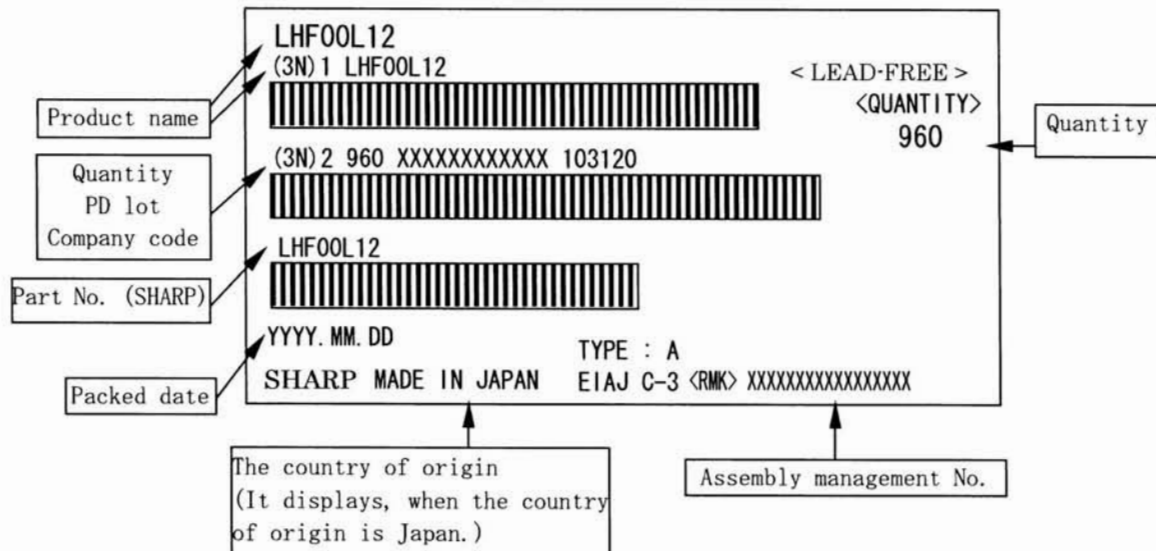 LHF00L12
(3N)1 LHF00L12
< LEAD-FREE >
<QUANTITY>
960
Product name
Quantity
(3N)2 960 XXXXXXXXXXXX 103120
Quantity
PD lot
Company code
LHF00L12
Part No. (SHARP)
YYYY.MM.DD
TYPE : A
SHARP MADE IN JAPAN
EIAJ C-3 <RMK> XXXXXXXXXXXXXXXXX
Packed date
The country of origin
(It displays, when the country
of origin is Japan.)
Assembly management No.